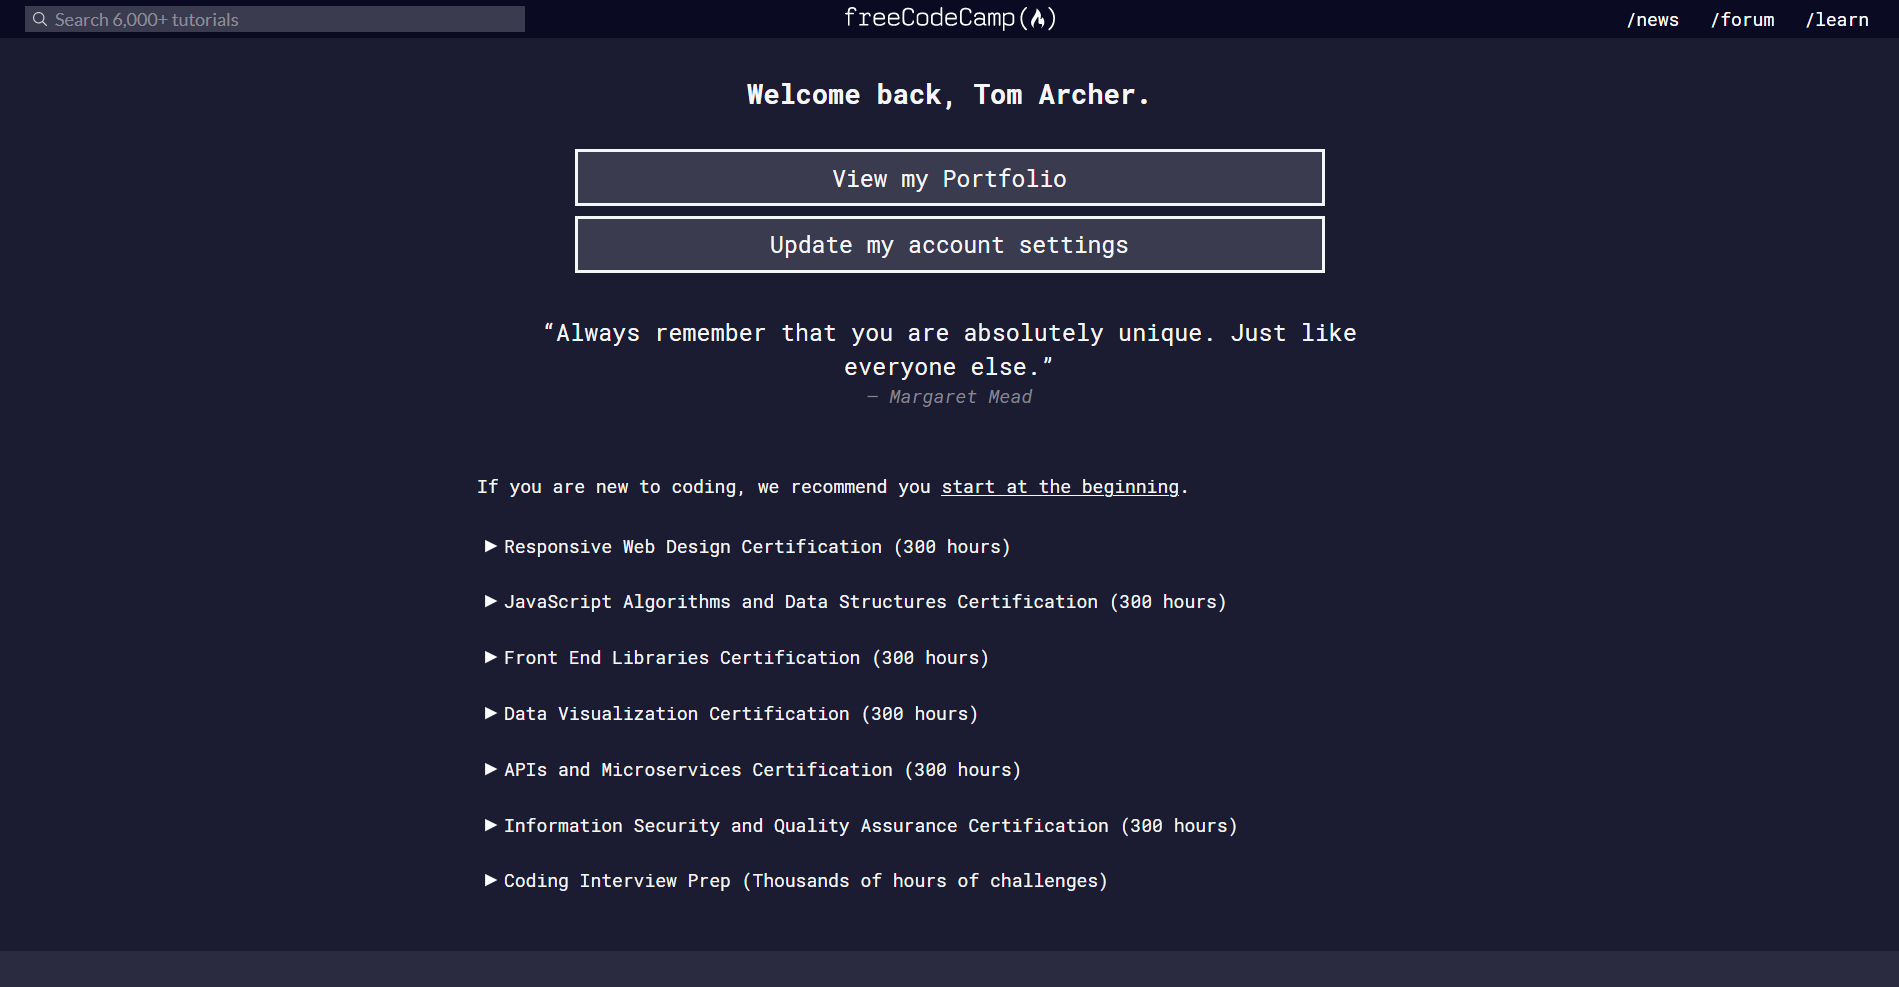 Search 6,000+ tutorials
freeCodeCamp(🔥)
/news /forum /learn
Welcome back, Tom Archer.
View my Portfolio
Update my account settings
“Always remember that you are absolutely unique. Just like
everyone else.”
— Margaret Mead
If you are new to coding, we recommend you start at the beginning.
▶ Responsive Web Design Certification (300 hours)
▶ JavaScript Algorithms and Data Structures Certification (300 hours)
▶ Front End Libraries Certification (300 hours)
▶ Data Visualization Certification (300 hours)
▶ APIs and Microservices Certification (300 hours)
▶ Information Security and Quality Assurance Certification (300 hours)
▶ Coding Interview Prep (Thousands of hours of challenges)